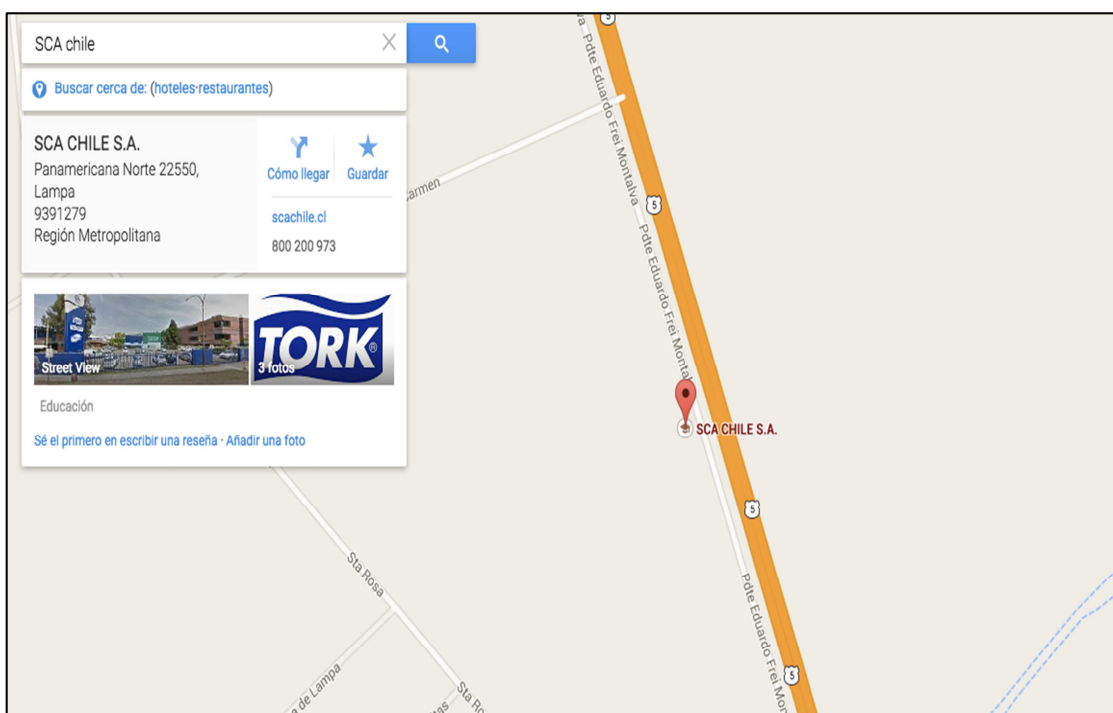 SCA chile
Buscar cerca de: (hoteles·restaurantes)
SCA CHILE S.A.
Panamericana Norte 22550,
Lampa
9391279
Región Metropolitana
Cómo llegar
Guardar
scachile.cl
800 200 973
Street View
TORK®
3 fotos
Educación
Sé el primero en escribir una reseña · Añadir una foto
5
Pdte Eduardo Frei Montalva
5
Pdte Eduardo Frei Montalva
SCA CHILE S.A.
5
Pdte Eduardo Frei Mont
5
Sta Rosa
de Lampa
Sta Ro